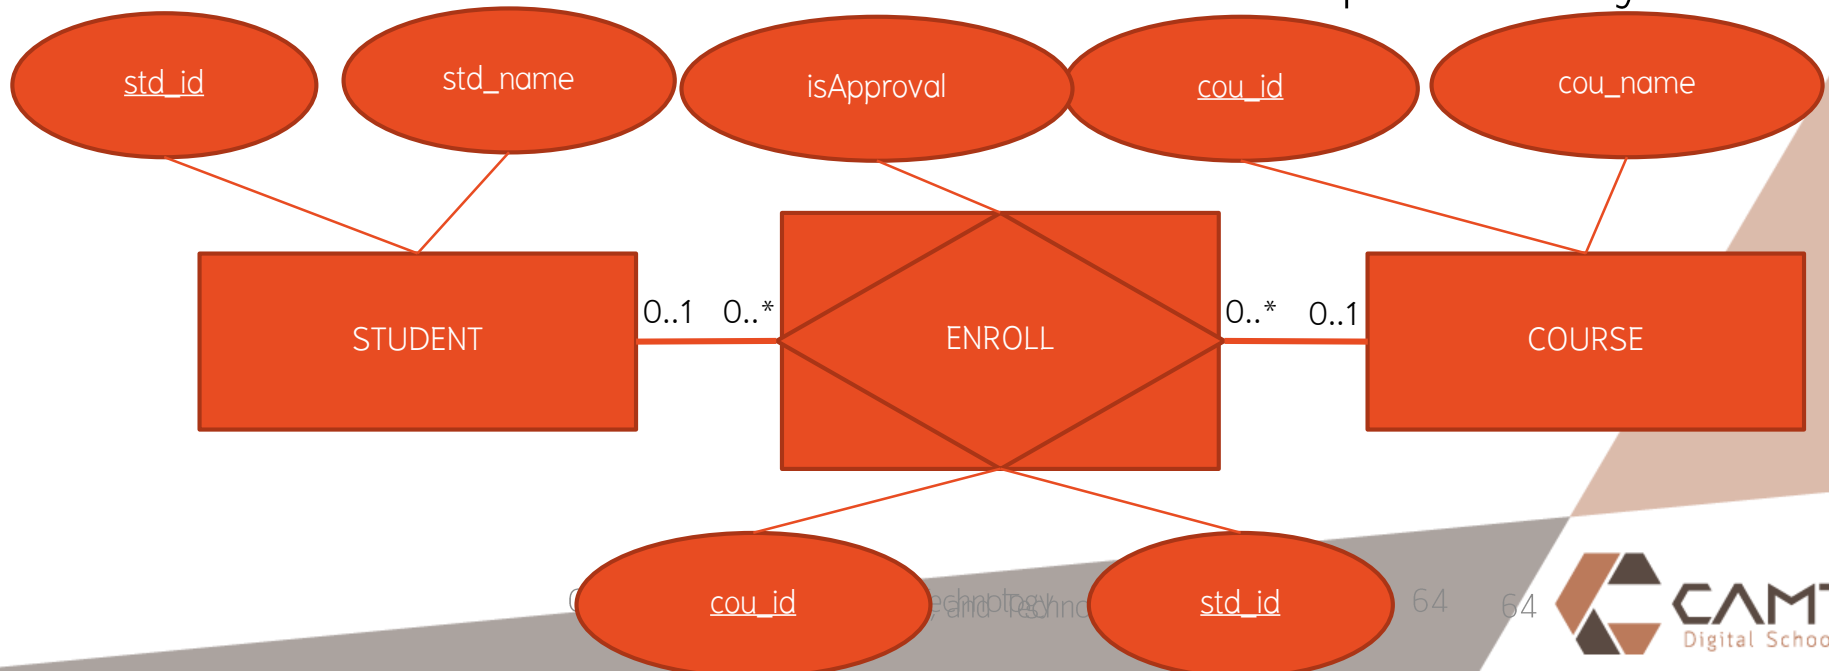 std_id std_name isApproval cou_id cou_name
STUDENT 0..1 0..* ENROLL 0..* 0..1 COURSE
cou_id std_id
64 64
CAMT
Digital School